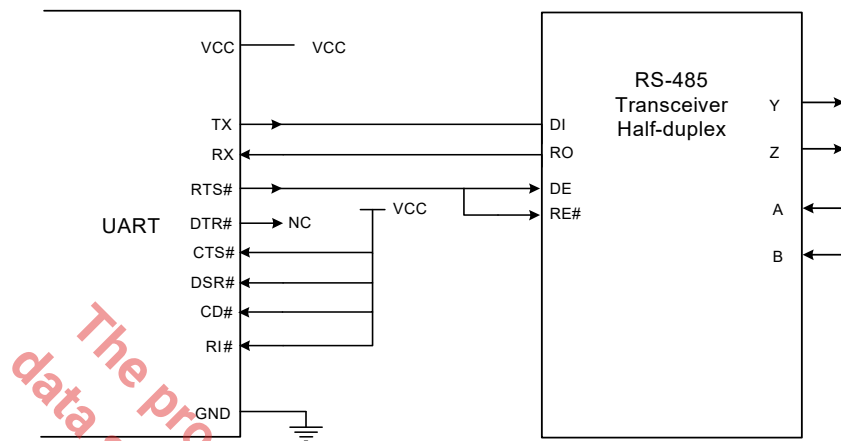 VCC
VCC
TX
RX
RTS#
DTR#
NC
VCC
CTS#
DSR#
CD#
RI#
GND
UART
RS-485
Transceiver
Half-duplex
DI
RO
DE
RE#
Y
Z
A
B
The pro
data